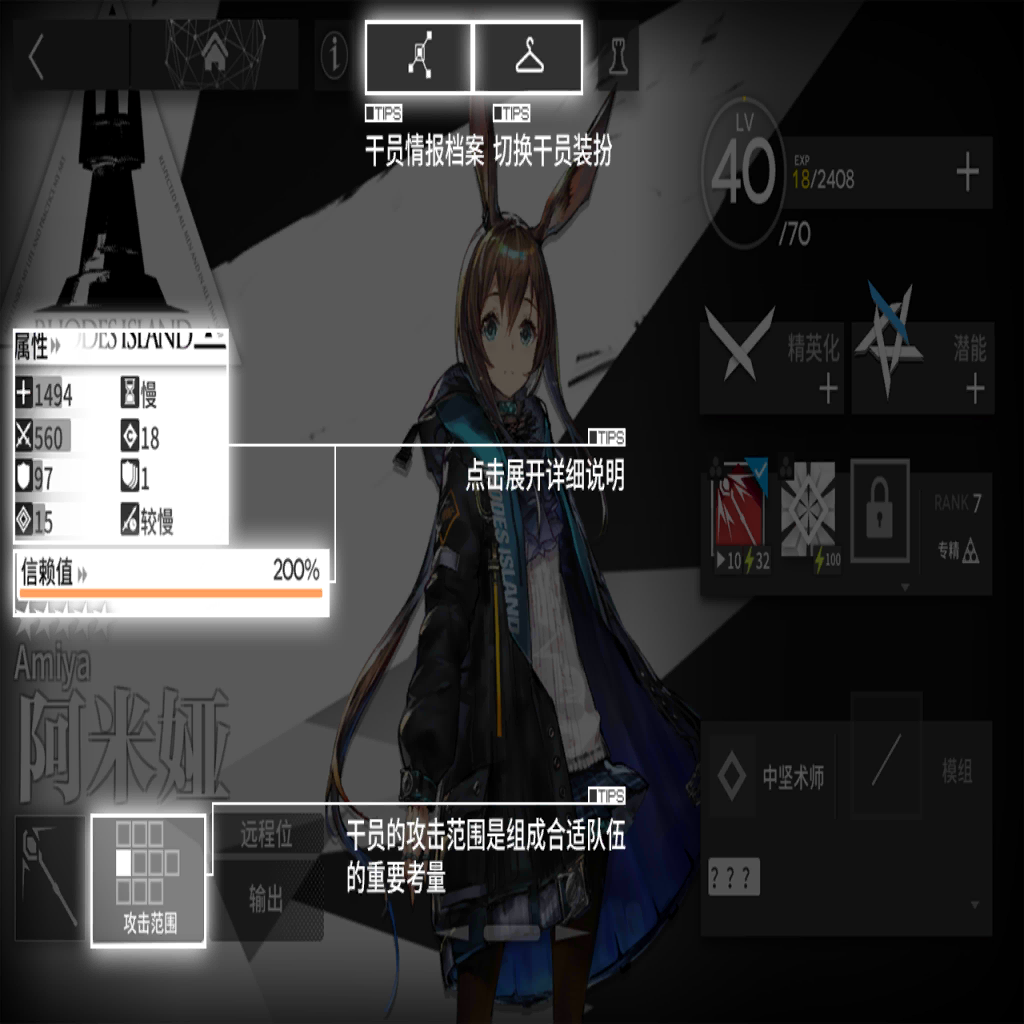 TIPS
干员情报档案
TIPS
切换干员装扮
LV
40
EXP
18/2408
/70
RHODES ISLAND
属性
1494
慢
560
18
97
1
15
较慢
信赖值
200%
TIPS
点击展开详细说明
Amiya
阿米娅
RHODES ISLAND
精英化
潜能
10
32
100
RANK 7
专精
中坚术师
模组
? ? ?
TIPS
干员的攻击范围是组成合适队伍
的重要考量
攻击范围
远程位
输出